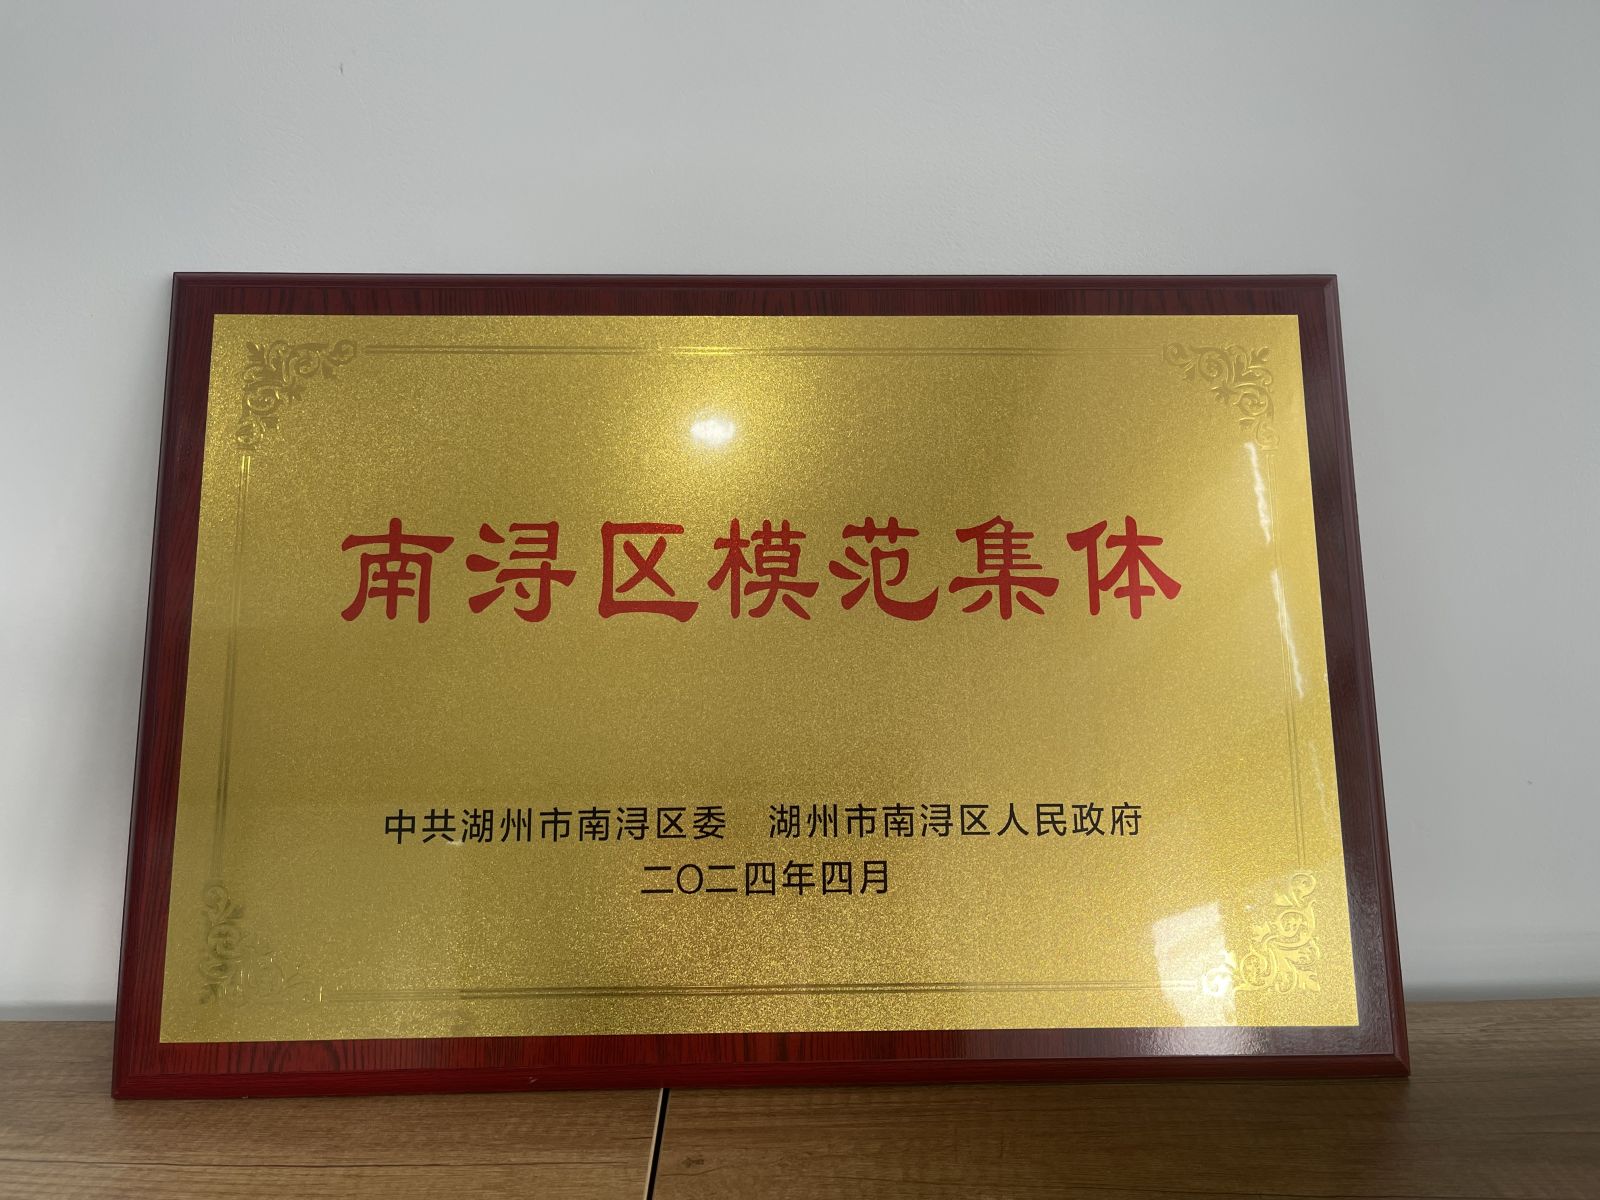 南浔区模范集体
中共湖州市南浔区委　湖州市南浔区人民政府
二〇二四年四月